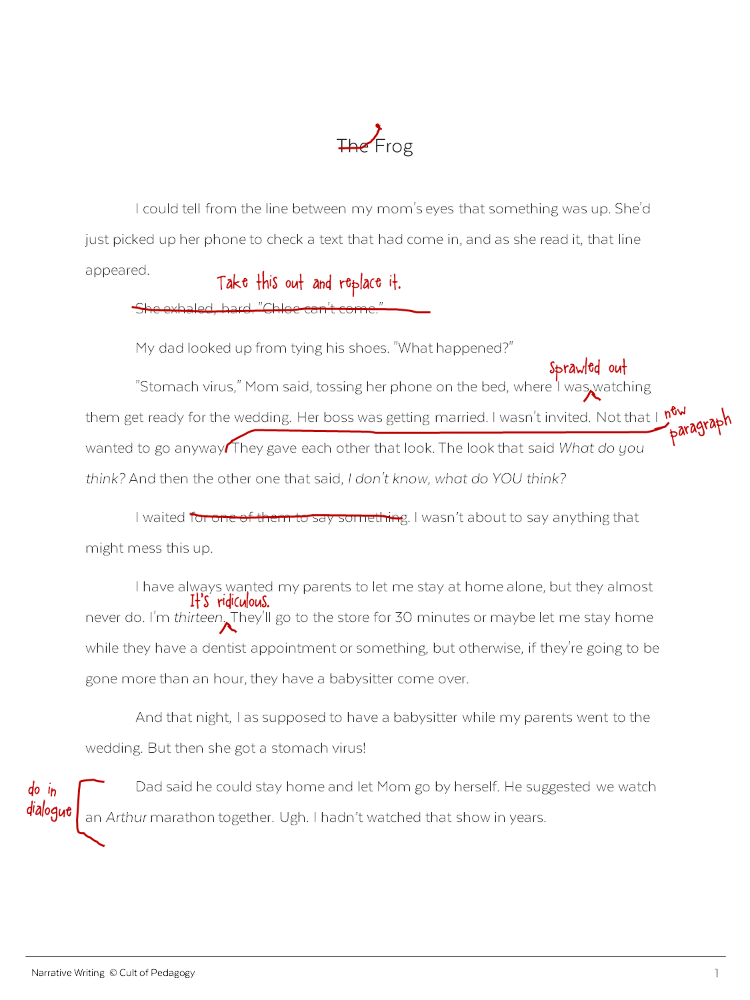 The Frog
I could tell from the line between my mom's eyes that something was up. She'd
just picked up her phone to check a text that had come in, and as she read it, that line
appeared.
Take this out and replace it.
She exhaled, hard. "Chloe can't come."
My dad looked up from tying his shoes. "What happened?"
Sprawled out
"Stomach virus," Mom said, tossing her phone on the bed, where I was watching
them get ready for the wedding. Her boss was getting married. I wasn't invited. Not that I
new
paragraph
wanted to go anyway. They gave each other that look. The look that said What do you
think? And then the other one that said, I don't know, what do YOU think?
I waited for one of them to say something. I wasn't about to say anything that
might mess this up.
I have always wanted my parents to let me stay at home alone, but they almost
It's ridiculous.
never do. I'm thirteen. They'll go to the store for 30 minutes or maybe let me stay home
while they have a dentist appointment or something, but otherwise, if they're going to be
gone more than an hour, they have a babysitter come over.
And that night, I as supposed to have a babysitter while my parents went to the
wedding. But then she got a stomach virus!
do in
dialogue
Dad said he could stay home and let Mom go by herself. He suggested we watch
an Arthur marathon together. Ugh. I hadn't watched that show in years.
Narrative Writing © Cult of Pedagogy
1